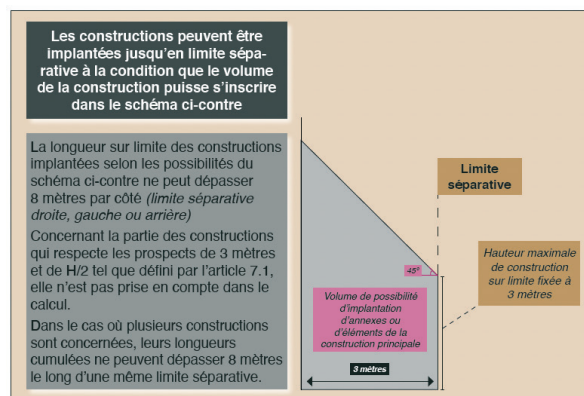 Les constructions peuvent être
implantées jusqu'en limite sépa-
rative à la condition que le volume
de la construction puisse s'inscrire
dans le schéma ci-contre
La longueur sur limite des constructions
implantées selon les possibilités du
schéma ci-contre ne peut dépasser
8 mètres par côté (limite séparative
droite, gauche ou arrière)
Concernant la partie des constructions
qui respecte les prospects de 3 mètres
et de H/2 tel que défini par l'article 7.1,
elle n'est pas prise en compte dans le
calcul.
Dans le cas où plusieurs constructions
sont concernées, leurs longueurs
cumulées ne peuvent dépasser 8 mètres
le long d'une même limite séparative.
Limite
séparative
45°
Hauteur maximale
de construction
sur limite fixée à
3 mètres
Volume de possibilité
d'implantation
d'annexes ou
d'éléments de la
construction principale
3 mètres